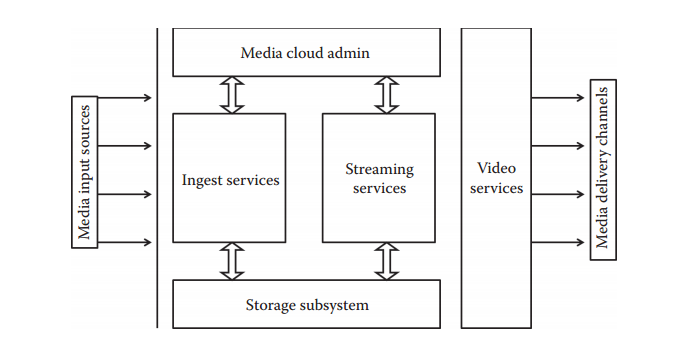 Media cloud admin
Media input sources
Ingest services
Streaming
services
Video
services
Media delivery channels
Storage subsystem